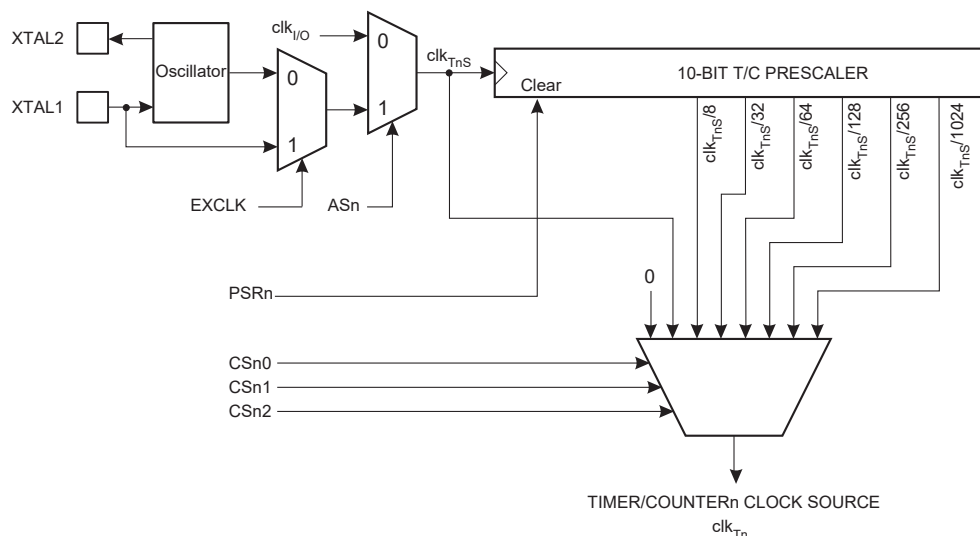 XTAL2
XTAL1
Oscillator
clkI/O
0
1
0
1
EXCLK
ASn
clkTnS
10-BIT T/C PRESCALER
Clear
clkTnS/8
clkTnS/32
clkTnS/64
clkTnS/128
clkTnS/256
clkTnS/1024
PSRn
0
CSn0
CSn1
CSn2
TIMER/COUNTERn CLOCK SOURCE
clkTn